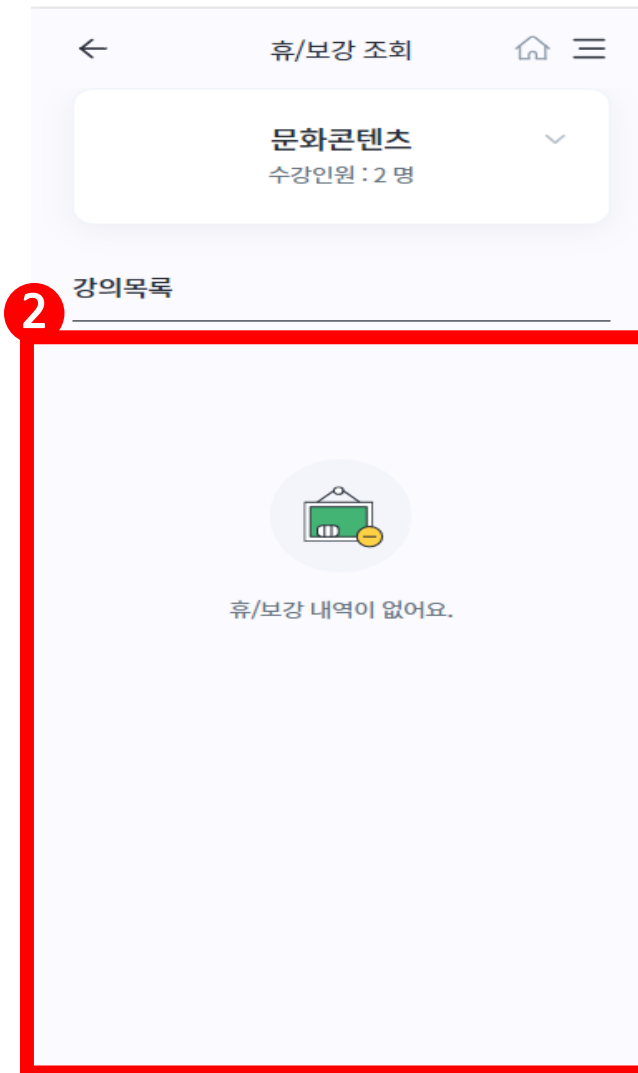 휴/보강 조회
문화콘텐츠
수강인원 : 2 명
강의목록
2
휴/보강 내역이 없어요.